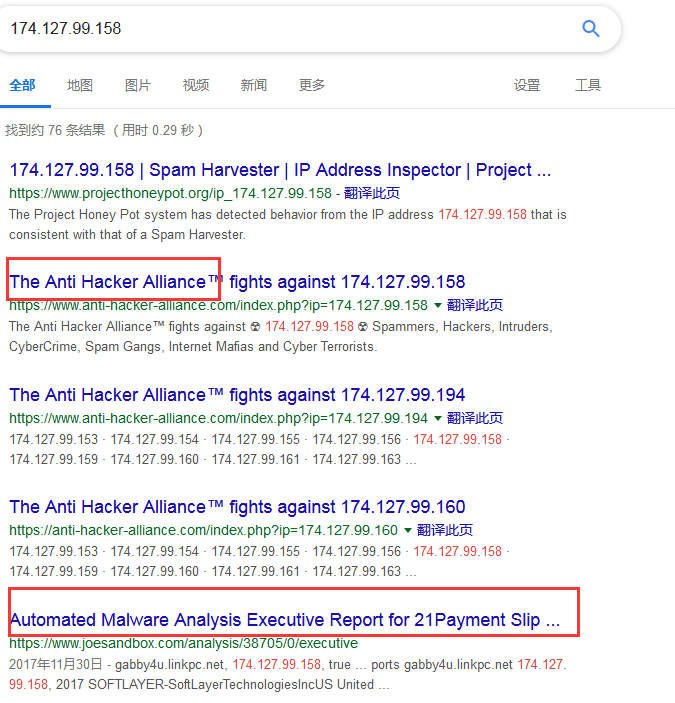 174.127.99.158
全部 地图 图片 视频 新闻 更多 设置 工具
找到约 76 条结果 （用时 0.29 秒）
174.127.99.158 | Spam Harvester | IP Address Inspector | Project ...
https://www.projecthoneypot.org/ip_174.127.99.158 - 翻译此页
The Project Honey Pot system has detected behavior from the IP address 174.127.99.158 that is
consistent with that of a Spam Harvester.
The Anti Hacker Alliance™ fights against 174.127.99.158
https://www.anti-hacker-alliance.com/index.php?ip=174.127.99.158 ▼ 翻译此页
The Anti Hacker Alliance™ fights against ☢ 174.127.99.158 ☢ Spammers, Hackers, Intruders,
CyberCrime, Spam Gangs, Internet Mafias and Cyber Terrorists.
The Anti Hacker Alliance™ fights against 174.127.99.194
https://www.anti-hacker-alliance.com/index.php?ip=174.127.99.194 ▼ 翻译此页
174.127.99.153 · 174.127.99.154 · 174.127.99.155 · 174.127.99.156 · 174.127.99.158 ·
174.127.99.159 · 174.127.99.160 · 174.127.99.161 · 174.127.99.163 ...
The Anti Hacker Alliance™ fights against 174.127.99.160
https://anti-hacker-alliance.com/index.php?ip=174.127.99.160 ▼ 翻译此页
174.127.99.153 · 174.127.99.154 · 174.127.99.155 · 174.127.99.156 · 174.127.99.158 ·
174.127.99.159 · 174.127.99.160 · 174.127.99.161 · 174.127.99.163 ...
Automated Malware Analysis Executive Report for 21Payment Slip ...
https://www.joesandbox.com/analysis/38705/0/executive
2017年11月30日 - gabby4u.linkpc.net, 174.127.99.158, true ... ports gabby4u.linkpc.net 174.127.
99.158, 2017 SOFTLAYER-SoftLayerTechnologiesIncUS United ...